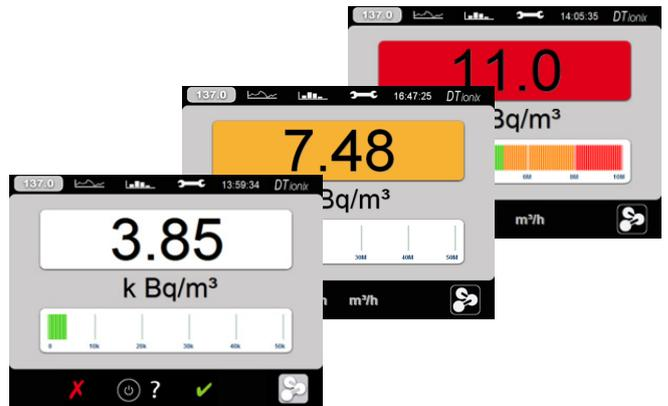 137.0 14:05:35 DTionix
11.0
Bq/m³
6M 8M 10M
m³/h
137.0 16:47:25 DTionix
7.48
Bq/m³
30M 40M 50M
m³/h
137.0 13:59:34 DTionix
3.85
k Bq/m³
0 10k 20k 30k 40k 50k
?